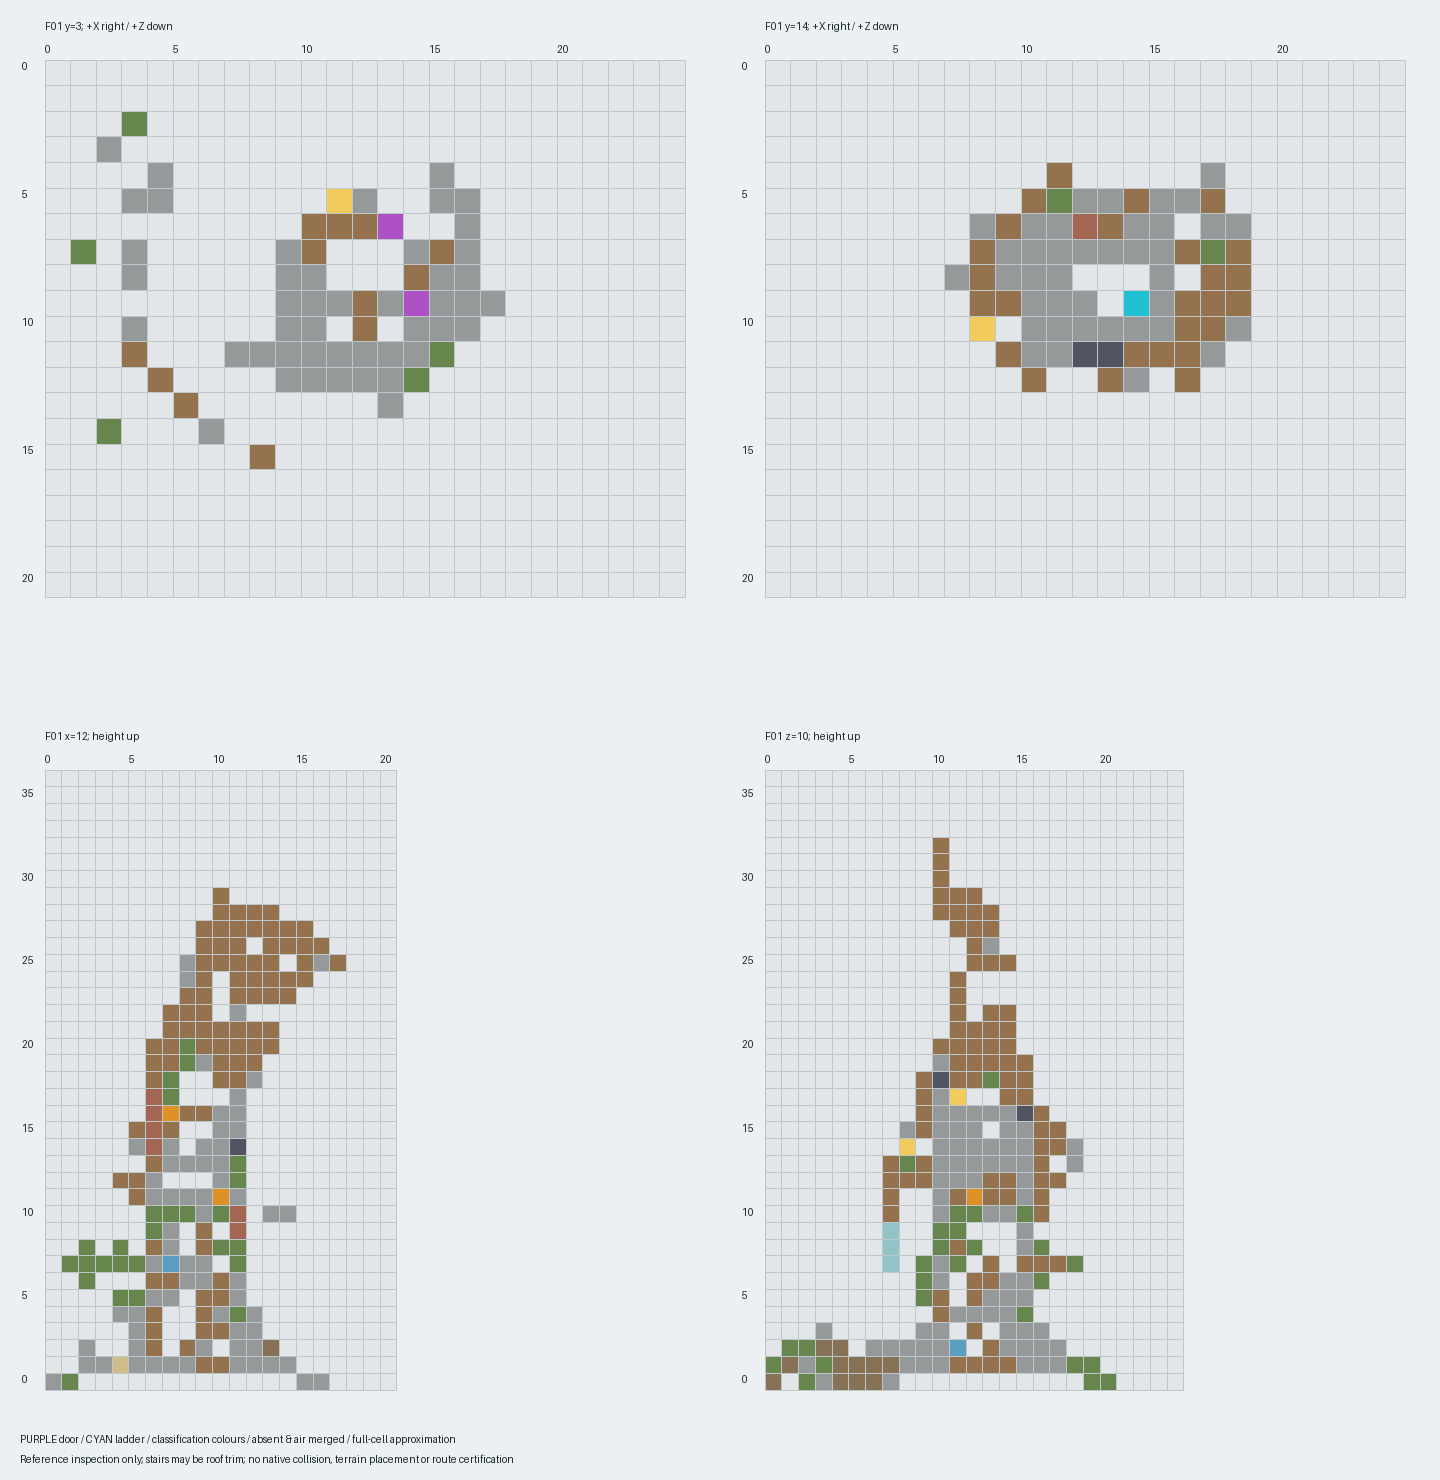 F01 y=3; +X right / +Z down
F01 y=14; +X right / +Z down
0 5 10 15 20
0 5 10 15 20
0
5
10
15
20
0
5
10
15
20
F01 x=12; height up
F01 z=10; height up
0 5 10 15 20
0 5 10 15 20
35
30
25
20
15
10
5
0
35
30
25
20
15
10
5
0
PURPLE door / CYAN ladder / classification colours / absent & air merged / full-cell approximation
Reference inspection only; stairs may be roof trim; no native collision, terrain placement or route certification